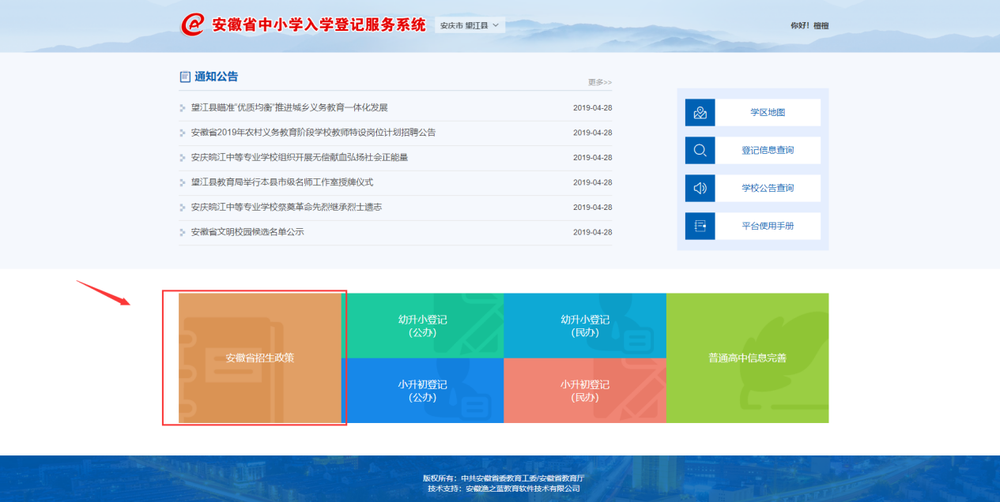 安徽省中小学入学登记服务系统
安庆市 望江县
你好！檀檀
通知公告
更多>>
望江县瞄准"优质均衡"推进城乡义务教育一体化发展 2019-04-28
安徽省2019年农村义务教育阶段学校教师特设岗位计划招聘公告 2019-04-28
安庆皖江中等专业学校组织开展无偿献血弘扬社会正能量 2019-04-28
望江县教育局举行本县市级名师工作室授牌仪式 2019-04-28
安庆皖江中等专业学校祭奠革命先烈继承烈士遗志 2019-04-28
安徽省文明校园候选名单公示 2019-04-28
学区地图
登记信息查询
学校公告查询
平台使用手册
安徽省招生政策
幼升小登记
(公办)
幼升小登记
(民办)
小升初登记
(公办)
小升初登记
(民办)
普通高中信息完善
版权所有：中共安徽省委教育工委/安徽省教育厅
技术支持：安徽渔之蓝教育软件技术有限公司